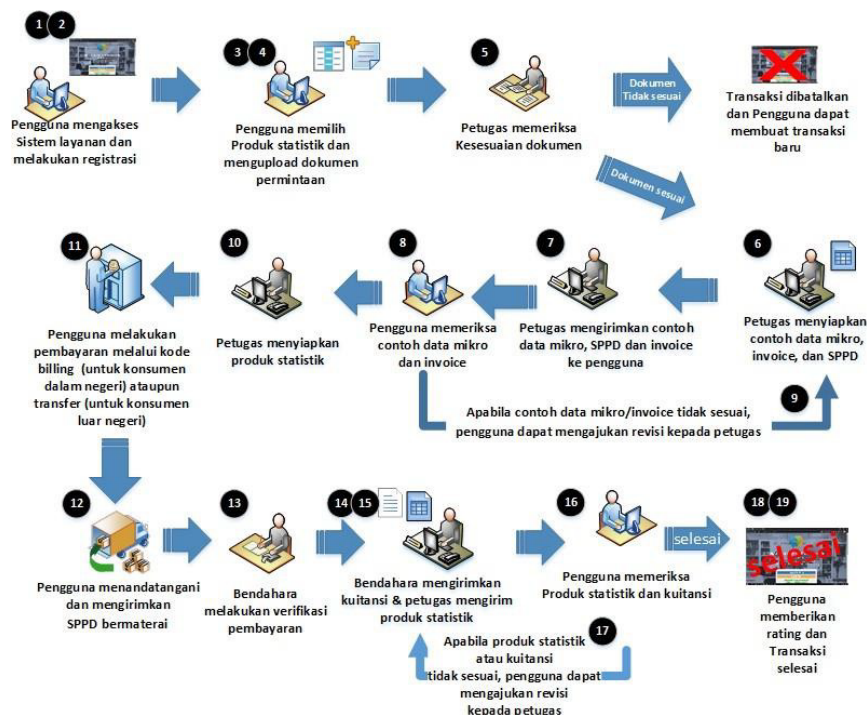 1 2
Pengguna mengakses
Sistem layanan dan
melakukan registrasi
3 4
Pengguna memilih
Produk statistik dan
mengupload dokumen
permintaan
5
Petugas memeriksa
Kesesuaian dokumen
Dokumen
Tidak sesuai
Transaksi dibatalkan
dan Pengguna dapat
membuat transaksi
baru
Dokumen sesuai
6
Petugas menyiapkan
contoh data mikro,
invoice, dan SPPD
7
Petugas mengirimkan contoh
data mikro, SPPD dan invoice
ke pengguna
8
Pengguna memeriksa
contoh data mikro
dan invoice
9
Apabila contoh data mikro/invoice tidak sesuai,
pengguna dapat mengajukan revisi kepada petugas
10
Petugas menyiapkan
produk statistik
11
Pengguna melakukan
pembayaran melalui kode
billing (untuk konsumen
dalam negeri) ataupun
transfer (untuk konsumen
luar negeri)
12
Pengguna menandatangani
dan mengirimkan
SPPD bermaterai
13
Bendahara
melakukan verifikasi
pembayaran
14 15
Bendahara mengirimkan
kuitansi & petugas mengirim
produk statistik
16
Pengguna memeriksa
Produk statistik dan kuitansi
17
Apabila produk statistik
atau kuitansi
tidak sesuai, pengguna dapat
mengajukan revisi
kepada petugas
selesai
18 19
selesai
Pengguna
memberikan
rating dan
Transaksi
selesai